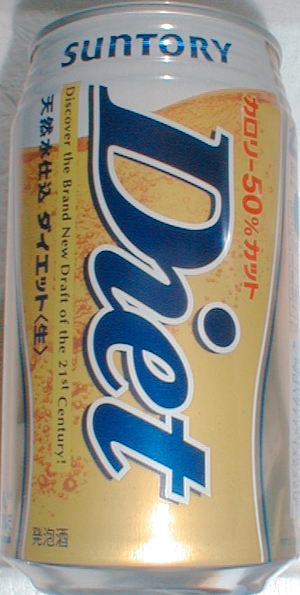 SUNTORY
カロリー50%カット
Diet
Discover the Brand New Draft of the 21st Century!
天然水仕込 ダイエット〈生〉
発泡酒